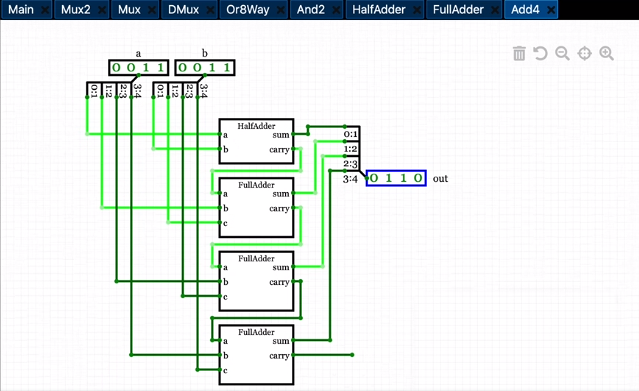 Main × Mux2 × Mux × DMux × Or8Way × And2 × HalfAdder × FullAdder × Add4 ×
a b
0 0 1 1 0 0 1 1
0:1 1:2 2:3 3:4 0:1 1:2 2:3 3:4
HalfAdder
a sum
b carry
0:1
1:2
2:3
3:4
0 1 1 0 out
FullAdder
a sum
b carry
c
FullAdder
a sum
b carry
c
FullAdder
a sum
b carry
c